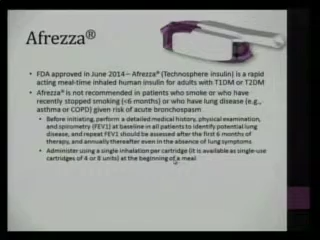 Afrezza®
• FDA approved in June 2014 – Afrezza® (Technosphere insulin) is a rapid
acting meal-time inhaled human insulin for adults with T1DM or T2DM
• Afrezza® is not recommended in patients who smoke or who have
recently stopped smoking (<6 months) or who have lung disease (e.g.,
asthma or COPD) given risk of acute bronchospasm
• Before initiating, perform a detailed medical history, physical examination,
and spirometry (FEV1) at baseline in all patients to identify potential lung
disease, and repeat FEV1 should be assessed after the first 6 months of
therapy, and annually thereafter even in the absence of lung symptoms
• Administer using a single inhalation per cartridge (it is available as single-use
cartridges of 4 or 8 units) at the beginning of a meal